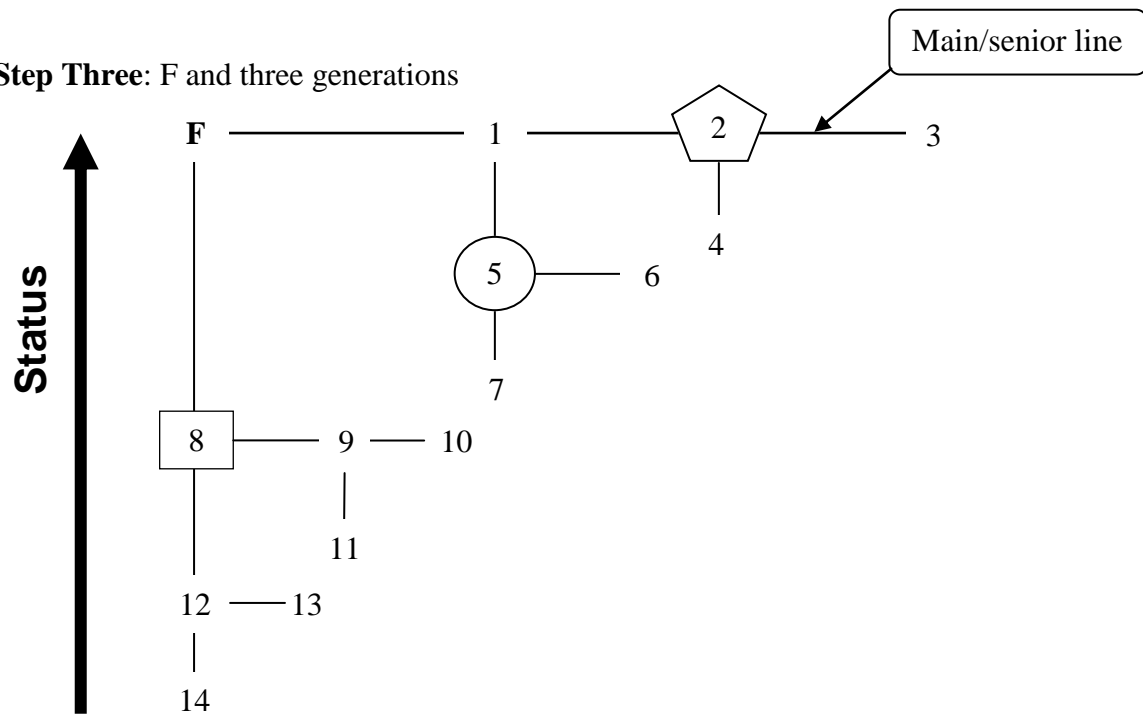 Main/senior line
Step Three: F and three generations
F 1 2 3
4
5 6
Status
7
8 9 10
11
12 13
14